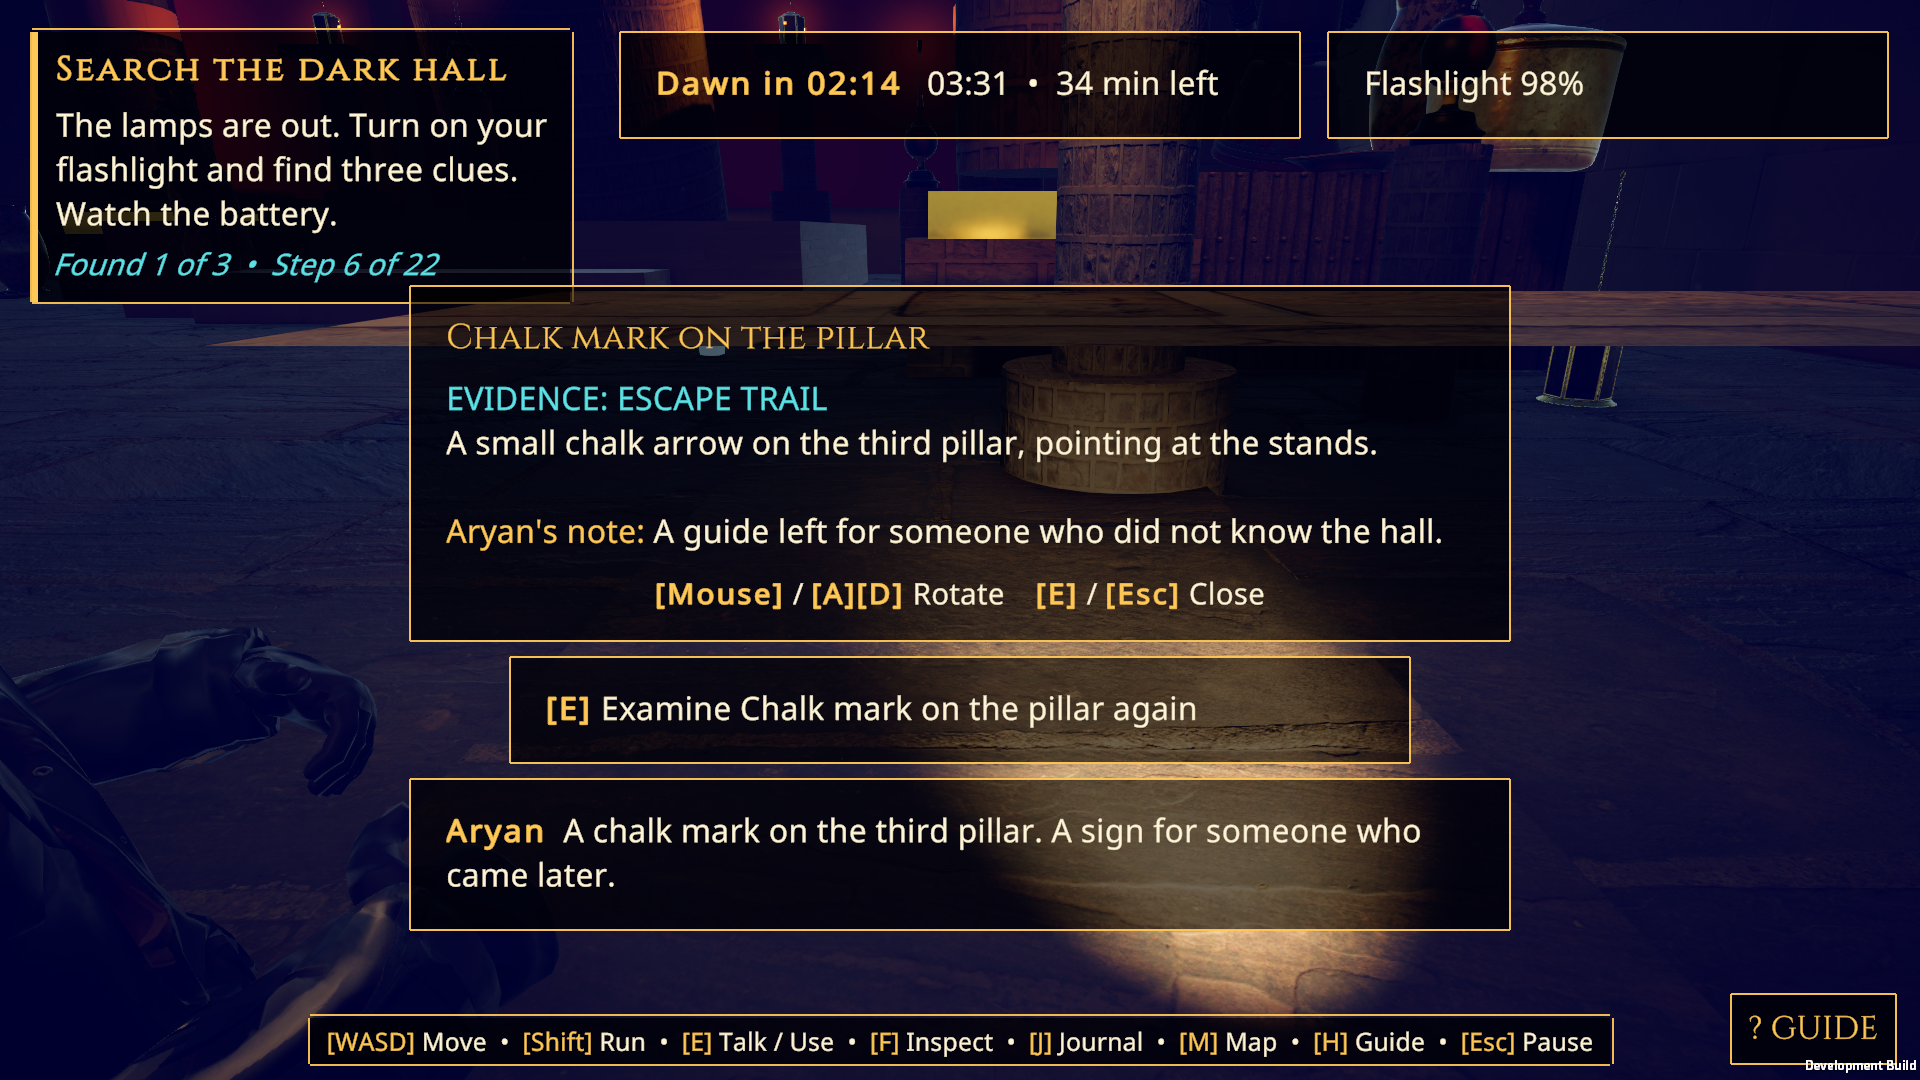 SEARCH THE DARK HALL
The lamps are out. Turn on your
flashlight and find three clues.
Watch the battery.
Found 1 of 3 • Step 6 of 22
Dawn in 02:14 03:31 • 34 min left
Flashlight 98%
CHALK MARK ON THE PILLAR
EVIDENCE: ESCAPE TRAIL
A small chalk arrow on the third pillar, pointing at the stands.
Aryan's note: A guide left for someone who did not know the hall.
[Mouse] / [A][D] Rotate [E] / [Esc] Close
[E] Examine Chalk mark on the pillar again
Aryan A chalk mark on the third pillar. A sign for someone who
came later.
[WASD] Move • [Shift] Run • [E] Talk / Use • [F] Inspect • [J] Journal • [M] Map • [H] Guide • [Esc] Pause
? GUIDE
Development Build